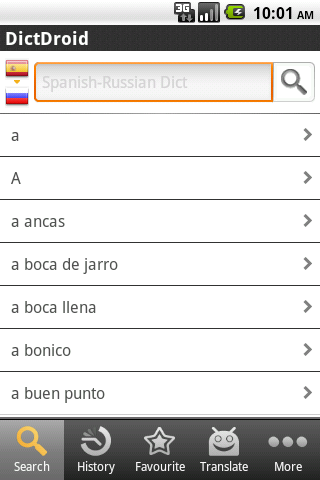 3G
10:01 AM
DictDroid
Spanish-Russian Dict
a
A
a ancas
a boca de jarro
a boca llena
a bonico
a buen punto
Search History Favourite Translate More